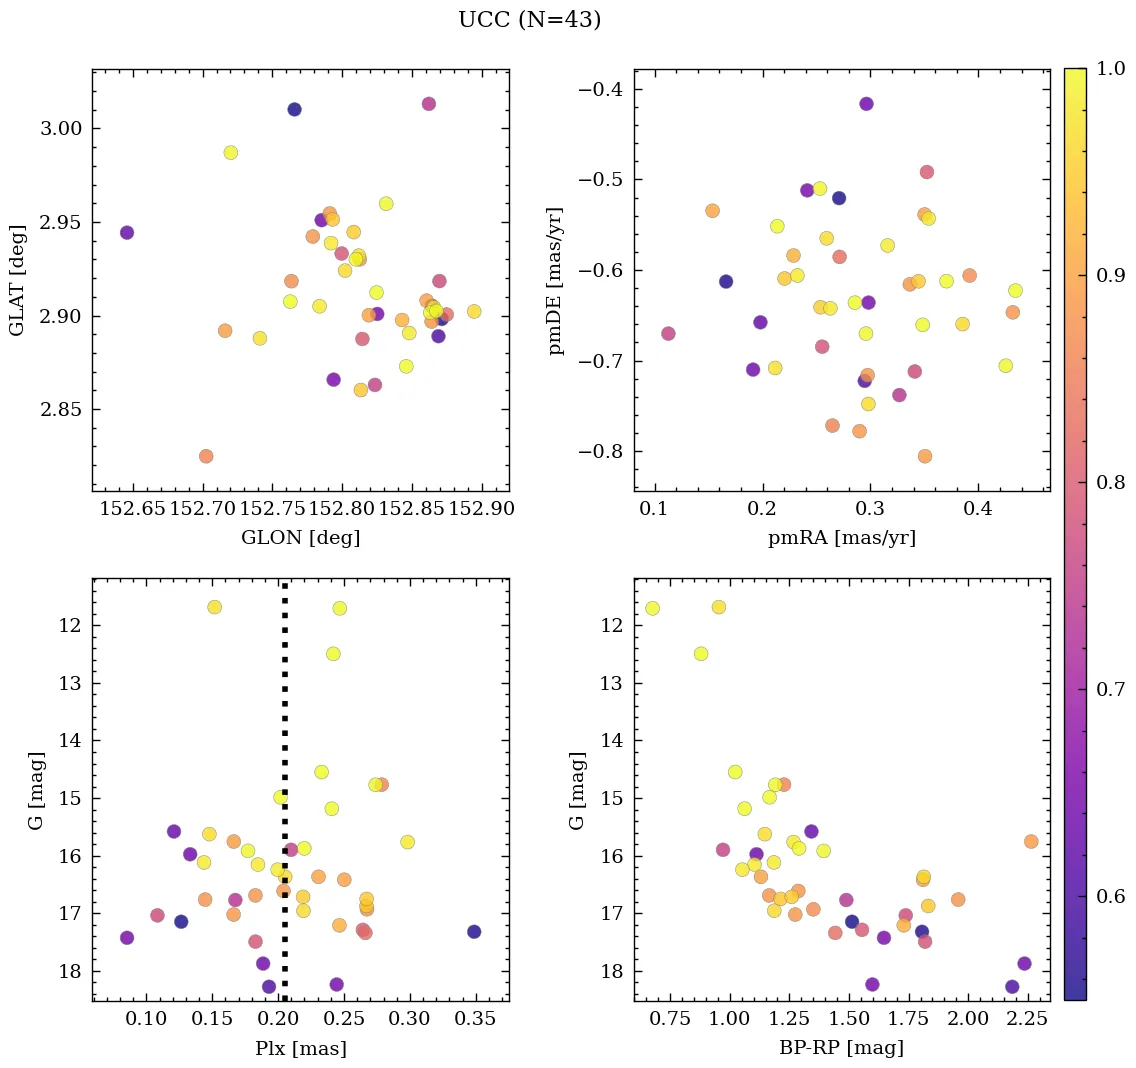 UCC (N=43)
3.00
2.95
2.90
2.85
GLAT [deg]
152.65 152.70 152.75 152.80 152.85 152.90
GLON [deg]
−0.4
−0.5
−0.6
−0.7
−0.8
pmDE [mas/yr]
0.1 0.2 0.3 0.4
pmRA [mas/yr]
1.0
0.9
0.8
0.7
0.6
12
13
14
15
16
17
18
G [mag]
0.10 0.15 0.20 0.25 0.30 0.35
Plx [mas]
12
13
14
15
16
17
18
G [mag]
0.75 1.00 1.25 1.50 1.75 2.00 2.25
BP-RP [mag]